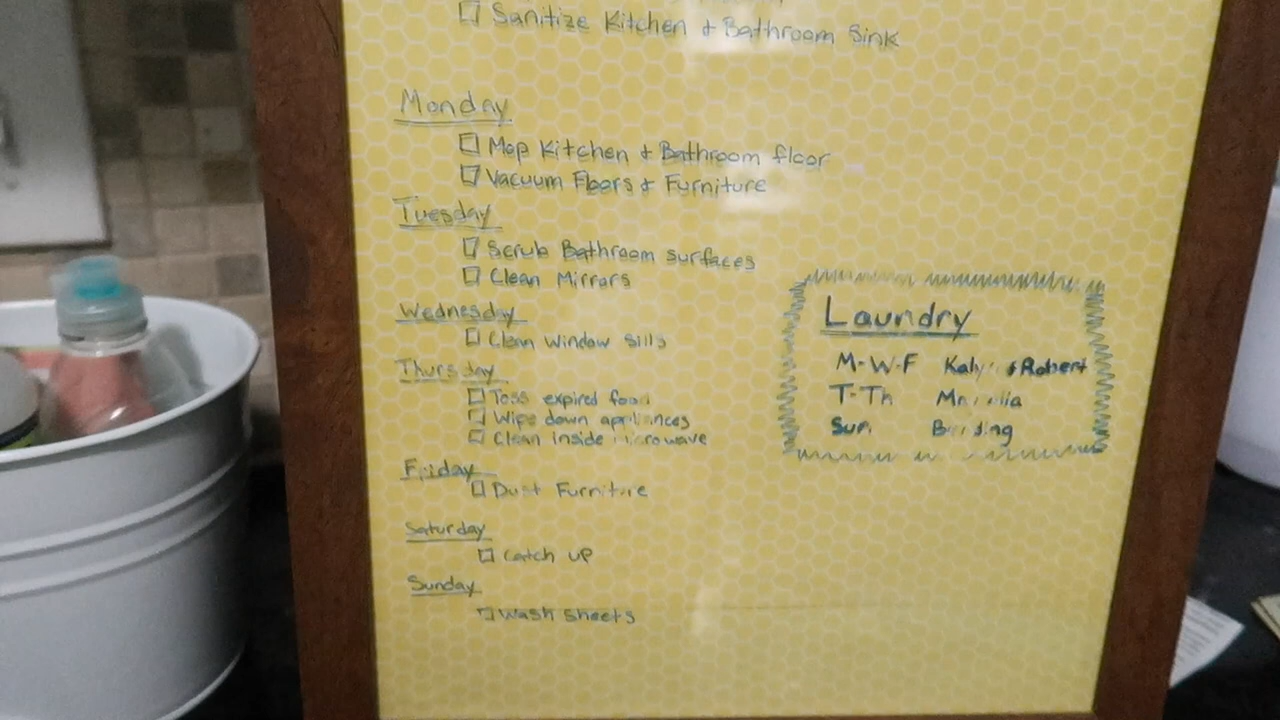 Sanitize Kitchen & Bathroom Sink
Monday
Mop Kitchen & Bathroom floor
Vacuum Floors & Furniture
Tuesday
Scrub Bathroom surfaces
Clean Mirrors
Wednesday
Clean Window Sills
Thursday
Toss expired food
Wipe down appliances
Clean inside microwave
Friday
Dust Furniture
Saturday
Catch up
Sunday
Wash sheets
Laundry
M-W-F & Robert
T-Th
Sun